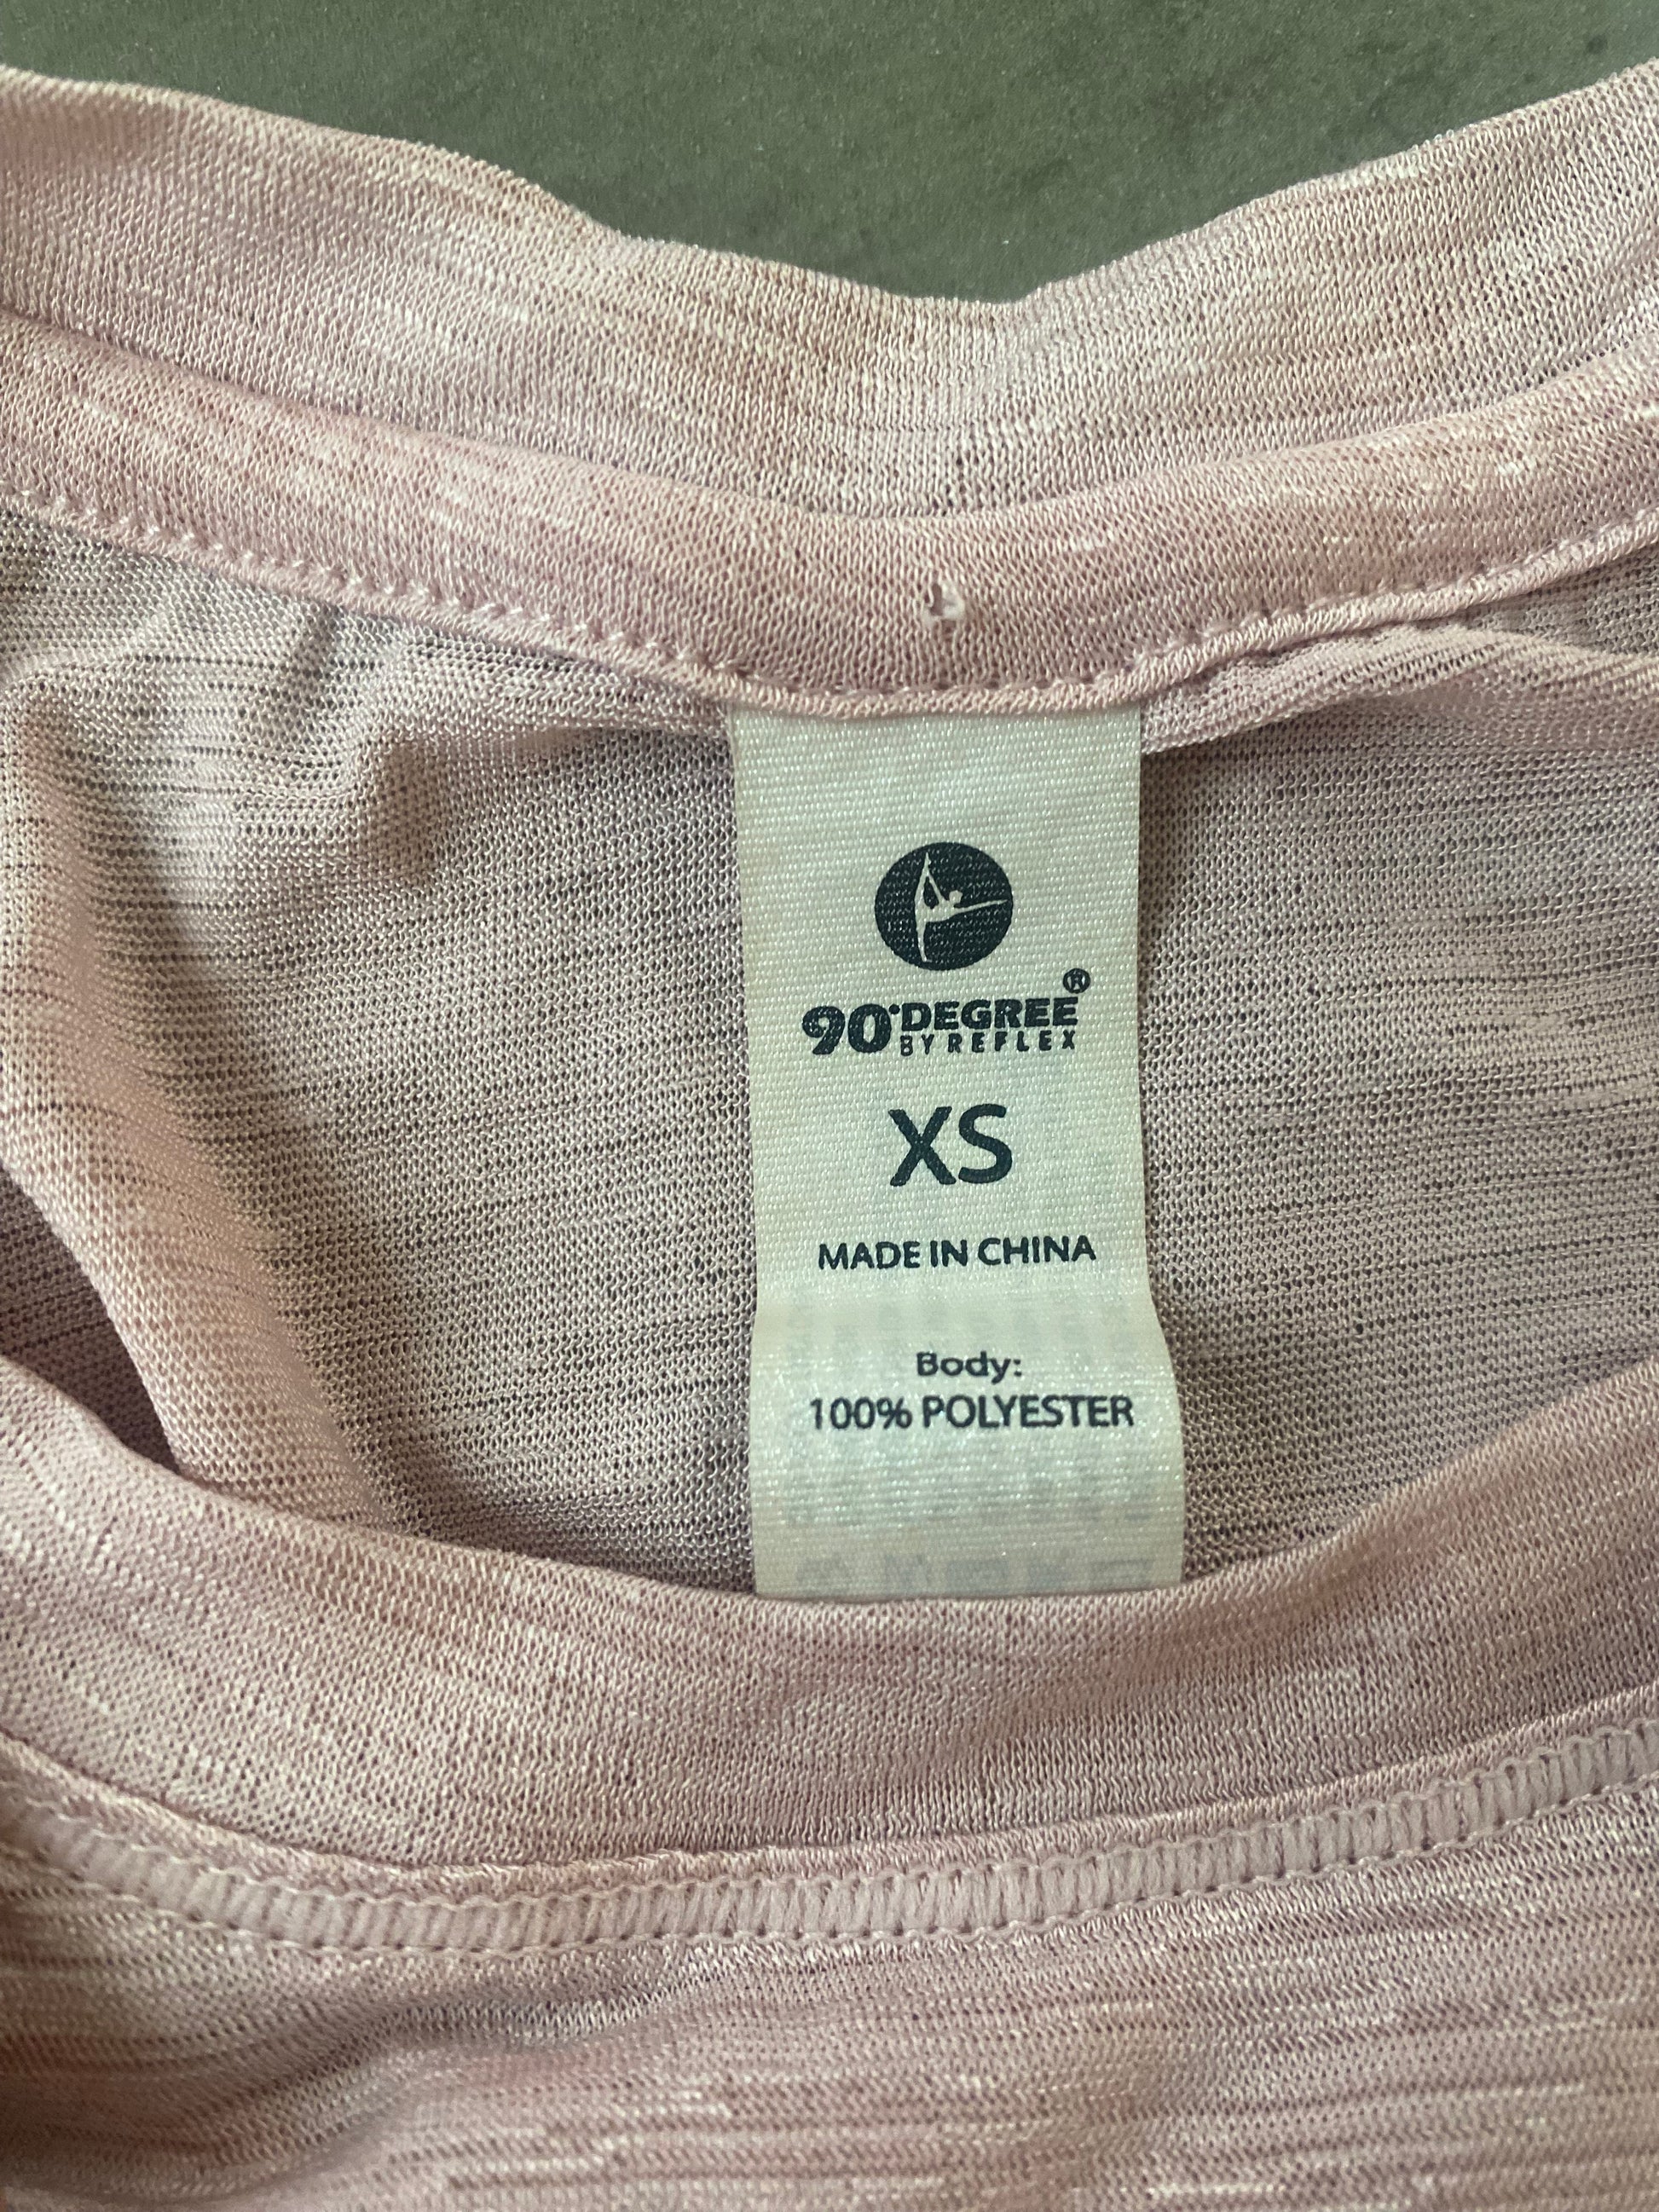 90°DEGREE®
BY REFLEX
XS
MADE IN CHINA
Body:
100% POLYESTER